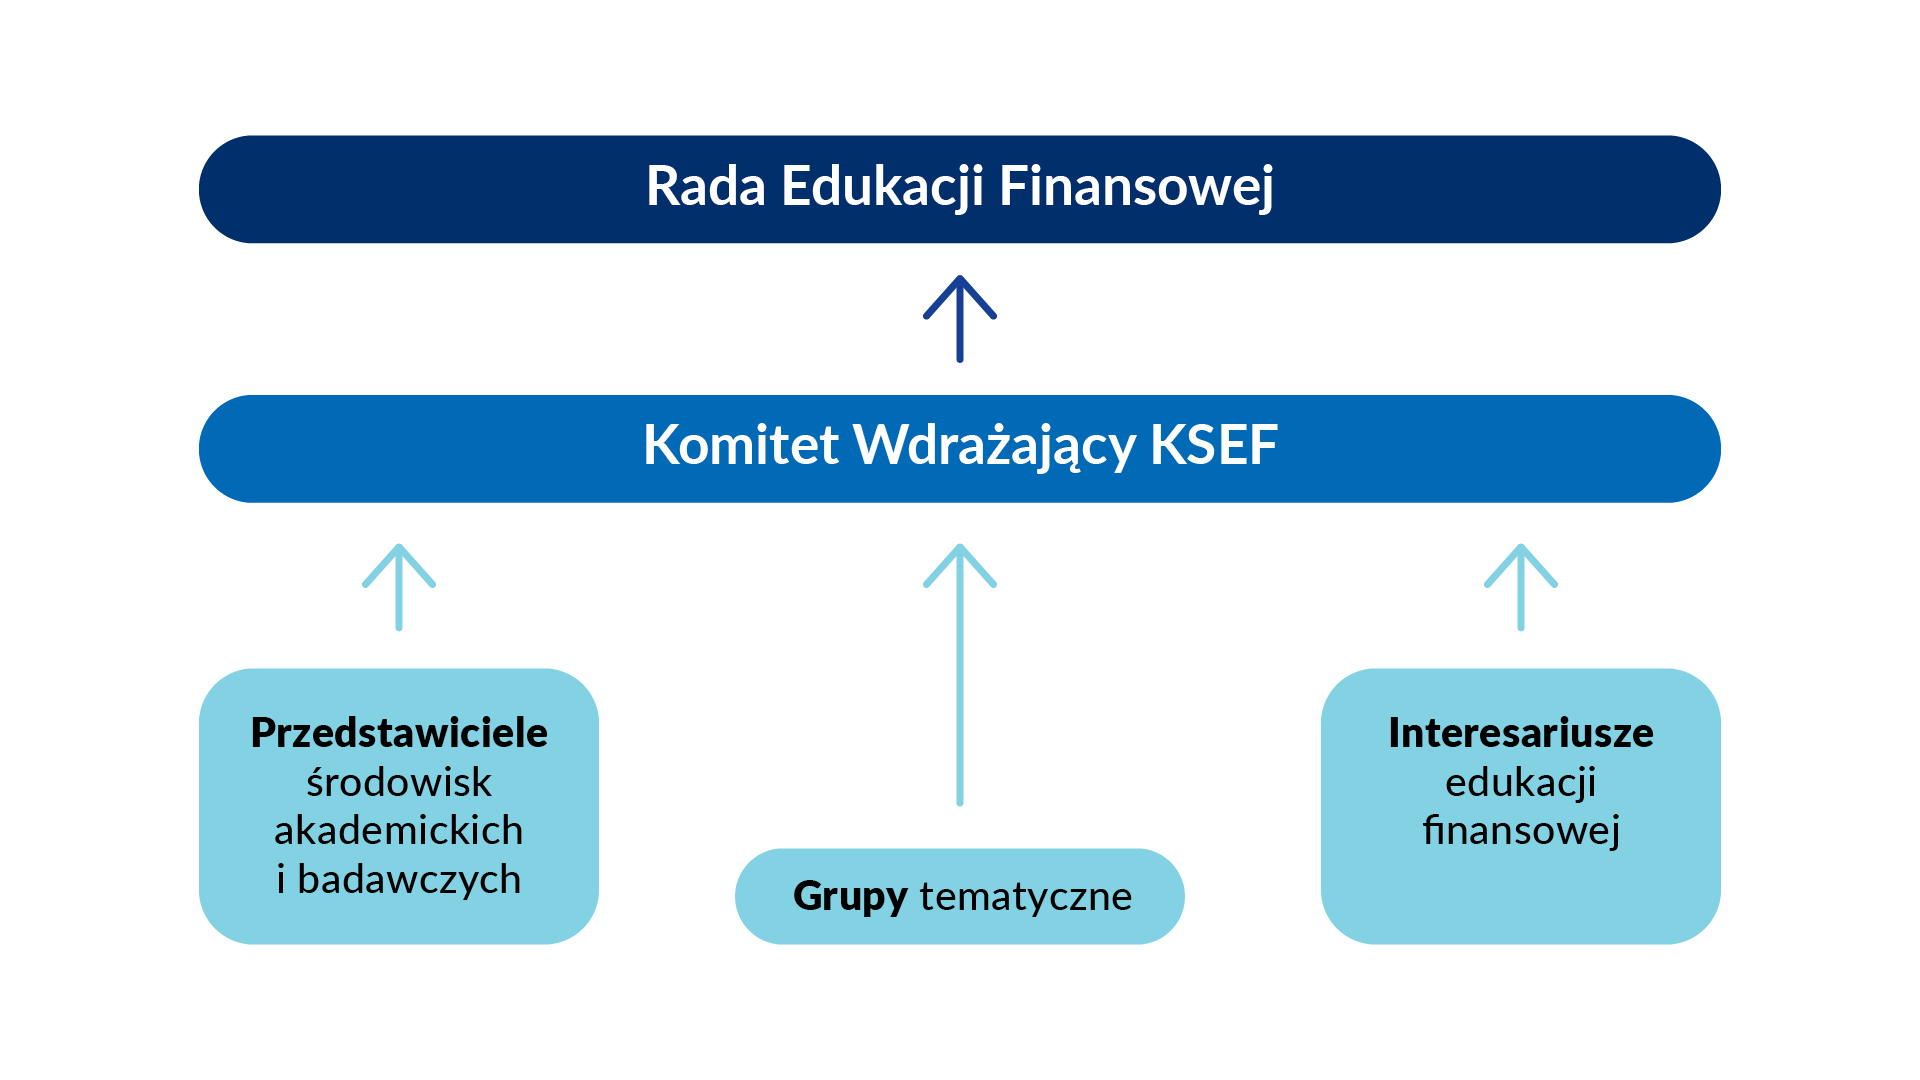 Rada Edukacji Finansowej
Komitet Wdrażający KSEF
Przedstawiciele
środowisk
akademickich
i badawczych
Grupy tematyczne
Interesariusze
edukacji
finansowej